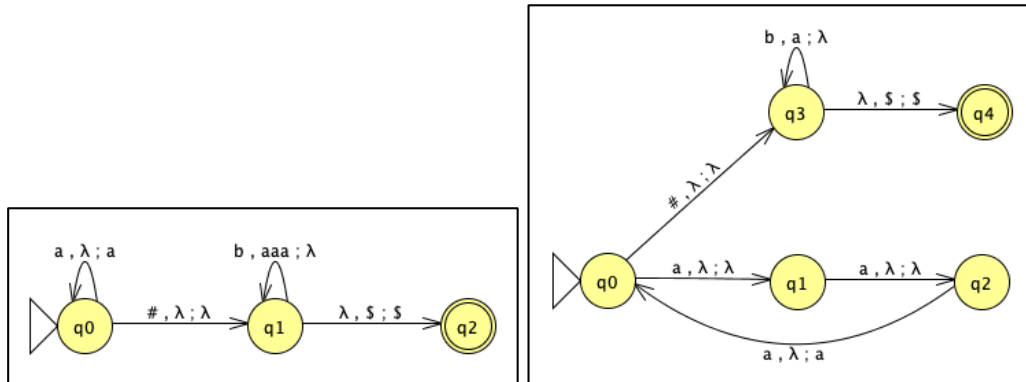 a , λ ; a
b , aaa ; λ
q0
#, λ ; λ
q1
λ , $ ; $
q2
b , a ; λ
q3
λ , $ ; $
q4
#, λ ; λ
q0
a , λ ; λ
q1
a , λ ; λ
q2
a , λ ; a